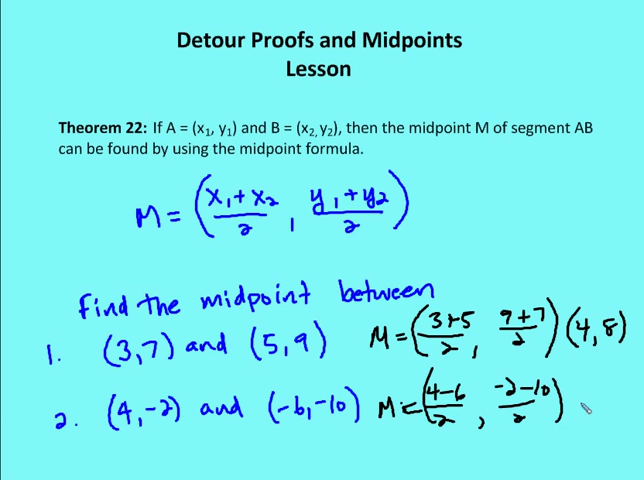 Detour Proofs and Midpoints
Lesson
Theorem 22: If A = (x₁, y₁) and B = (x₂, y₂), then the midpoint M of segment AB
can be found by using the midpoint formula.
M = ( (x₁ + x₂)/2 , (y₁ + y₂)/2 )
Find the midpoint between
1. (3,7) and (5,9) M = ( (3+5)/2 , (9+7)/2 ) (4,8)
2. (4,-2) and (-6,-10) M = ( (4-6)/2 , (-2-10)/2 )